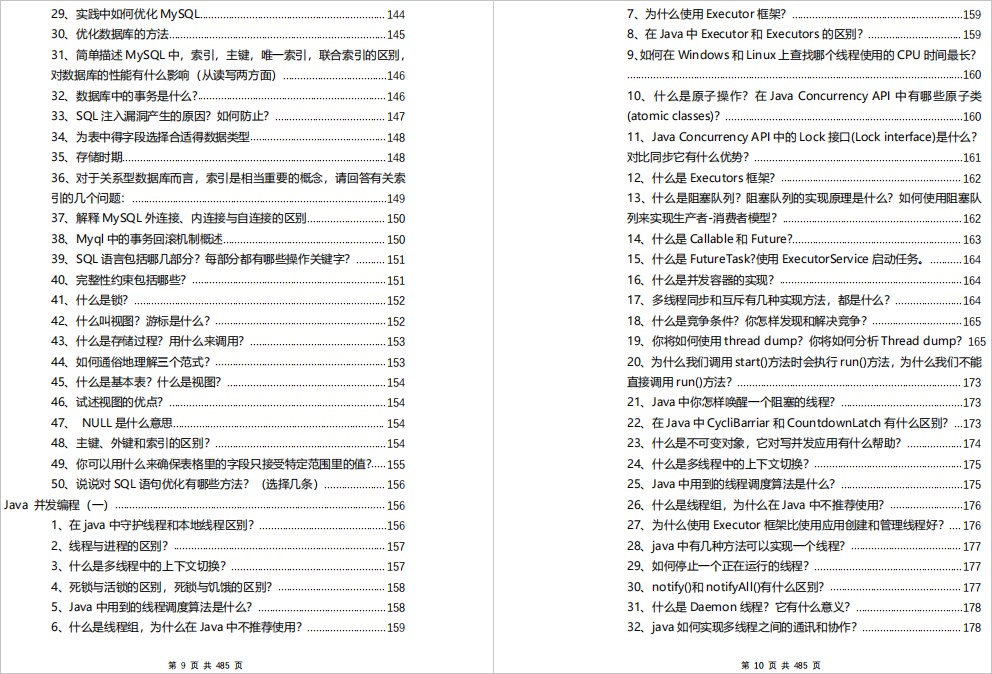 29、实践中如何优化 MySQL......................................................144
30、优化数据库的方法......................................................145
31、简单描述 MySQL 中，索引，主键，唯一索引，联合索引的区别，
对数据库的性能有什么影响（从读写两方面）..............................146
32、数据库中的事务是什么?......................................................146
33、SQL 注入漏洞产生的原因？如何防止？..............................147
34、为表中得字段选择合适得数据类型..............................148
35、存储时期......................................................148
36、对于关系型数据库而言，索引是相当重要的概念，请回答有关索
引的几个问题：......................................................149
37、解释 MySQL 外连接、内连接与自连接的区别....................150
38、Myql 中的事务回滚机制概述..............................150
39、SQL 语言包括哪几部分？每部分都有哪些操作关键字？..........151
40、完整性约束包括哪些？..............................151
41、什么是锁？......................................................152
42、什么叫视图？游标是什么？..............................152
43、什么是存储过程？用什么来调用？..............................153
44、如何通俗地理解三个范式？..............................153
45、什么是基本表？什么是视图？..............................154
46、试述视图的优点？..............................154
47、 NULL 是什么意思......................................................154
48、主键、外键和索引的区别？..............................154
49、你可以用什么来确保表格里的字段只接受特定范围里的值?.....155
50、说说对 SQL 语句优化有哪些方法？（选择几条）....................156
Java 并发编程（一）......................................................156
1、在 java 中守护线程和本地线程区别？..............................156
2、线程与进程的区别？......................................................157
3、什么是多线程中的上下文切换？..............................157
4、死锁与活锁的区别，死锁与饥饿的区别？..............................158
5、Java 中用到的线程调度算法是什么？..............................158
6、什么是线程组，为什么在 Java 中不推荐使用？....................159
第 9 页 共 485 页
7、为什么使用 Executor 框架？..............................159
8、在 Java 中 Executor 和 Executors 的区别？..............................159
9、如何在 Windows 和 Linux 上查找哪个线程使用的 CPU 时间最长？
......................................................160
10、什么是原子操作？在 Java Concurrency API 中有哪些原子类
(atomic classes)？......................................................160
11、Java Concurrency API 中的 Lock 接口(Lock interface)是什么？
对比同步它有什么优势？..............................161
12、什么是 Executors 框架？..............................162
13、什么是阻塞队列？阻塞队列的实现原理是什么？如何使用阻塞队
列来实现生产者-消费者模型？..............................162
14、什么是 Callable 和 Future?..............................163
15、什么是 FutureTask?使用 ExecutorService 启动任务。..........164
16、什么是并发容器的实现？..............................164
17、多线程同步和互斥有几种实现方法，都是什么？....................164
18、什么是竞争条件？你怎样发现和解决竞争？....................165
19、你将如何使用 thread dump？你将如何分析 Thread dump？165
20、为什么我们调用 start()方法时会执行 run()方法，为什么我们不能
直接调用 run()方法？..............................173
21、Java 中你怎样唤醒一个阻塞的线程？..............................173
22、在 Java 中 CycliBarriar 和 CountdownLatch 有什么区别？...173
23、什么是不可变对象，它对写并发应用有什么帮助？..........174
24、什么是多线程中的上下文切换？..............................175
25、Java 中用到的线程调度算法是什么？..............................175
26、什么是线程组，为什么在 Java 中不推荐使用？....................176
27、为什么使用 Executor 框架比使用应用创建和管理线程好？....176
28、java 中有几种方法可以实现一个线程？..............................177
29、如何停止一个正在运行的线程？..............................177
30、notify()和 notifyAll()有什么区别？..............................177
31、什么是 Daemon 线程？它有什么意义？..............................178
32、java 如何实现多线程之间的通讯和协作？..............................178
第 10 页 共 485 页